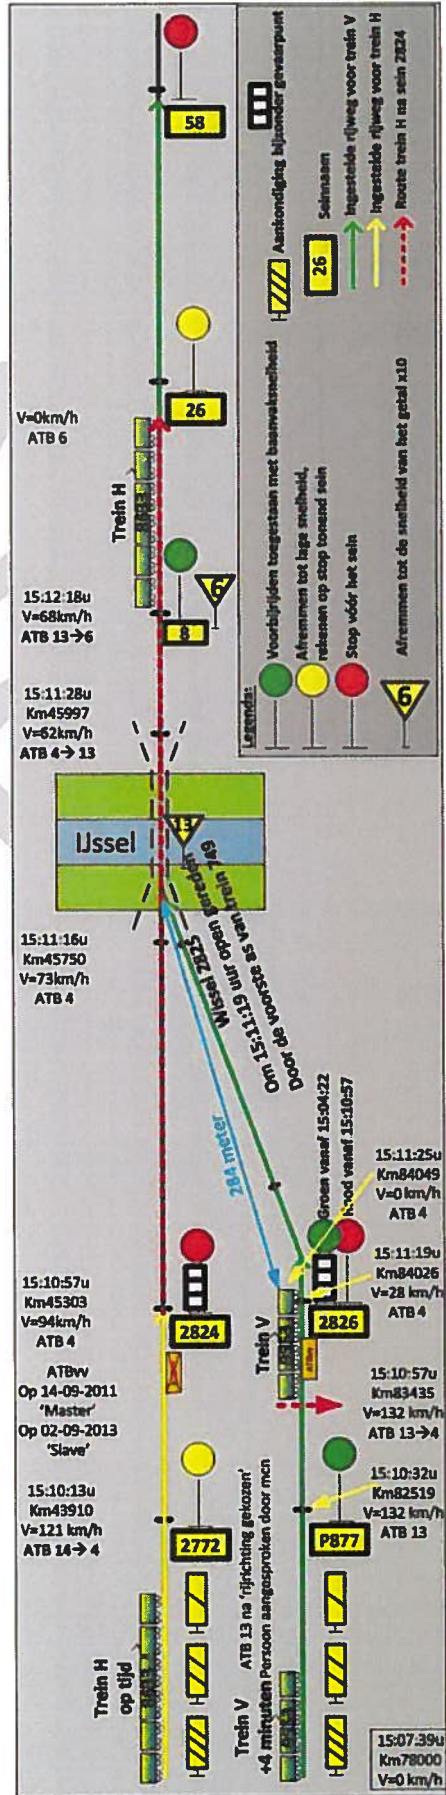 Trein H
op tijd
15:10:13u
Km43910
V=121 km/h
ATB 14→4
2772
ATBvv
Op 14-09-2011
'Master'
Op 02-09-2013
'Slave'
15:10:57u
Km45303
V=94km/h
ATB 4
2824
15:11:16u
Km45750
V=73km/h
ATB 4
IJssel
13
15:11:28u
Km45997
V=62km/h
ATB 4→ 13
15:12:18u
V=68km/h
ATB 13→6
8
6
Trein H
V=0km/h
ATB 6
26
58
Wissel 2825
Om 15:11:19 uur open gereden
Door de voorste as van trein 749
284 meter
Trein V
+4 minuten
ATB 13 na 'rijrichting gekozen'
Persoon aangesproken door mcn
15:07:39u
Km78000
V=0 km/h
P877
15:10:32u
Km82519
V=132 km/h
ATB 13
15:10:57u
Km83435
V=132 km/h
ATB 13→4
Trein V
ATBvv
2826
Groen vanaf 15:04:22
Rood vanaf 15:10:57
15:11:19u
Km84026
V=28 km/h
ATB 4
15:11:25u
Km84049
V=0 km/h
ATB 4
Legenda:
Voorbijrijden toegestaan met baanvaksnelheid
Afremmen tot lage snelheid,
rekenen op stop tonend sein
Stop vóór het sein
6
Afremmen tot de snelheid van het getal x10
Aankondiging bijzonder gevaarpunt
26
Seinnaam
Ingestelde rijweg voor trein V
Ingestelde rijweg voor trein H
Route trein H na sein 2824